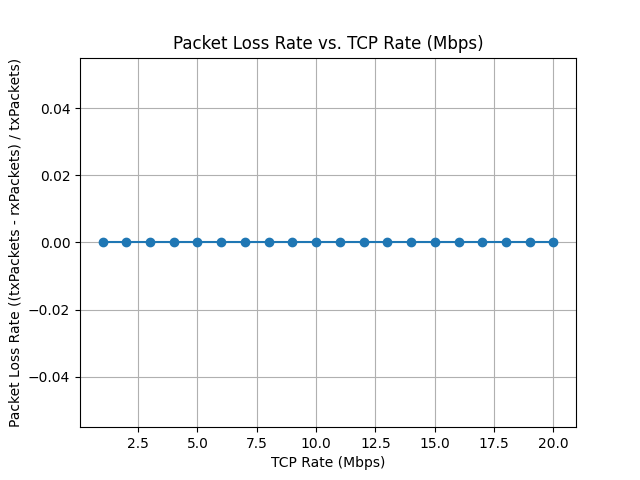 Packet Loss Rate vs. TCP Rate (Mbps)
Packet Loss Rate ((txPackets - rxPackets) / txPackets)
0.04
0.02
0.00
−0.02
−0.04
2.5 5.0 7.5 10.0 12.5 15.0 17.5 20.0
TCP Rate (Mbps)